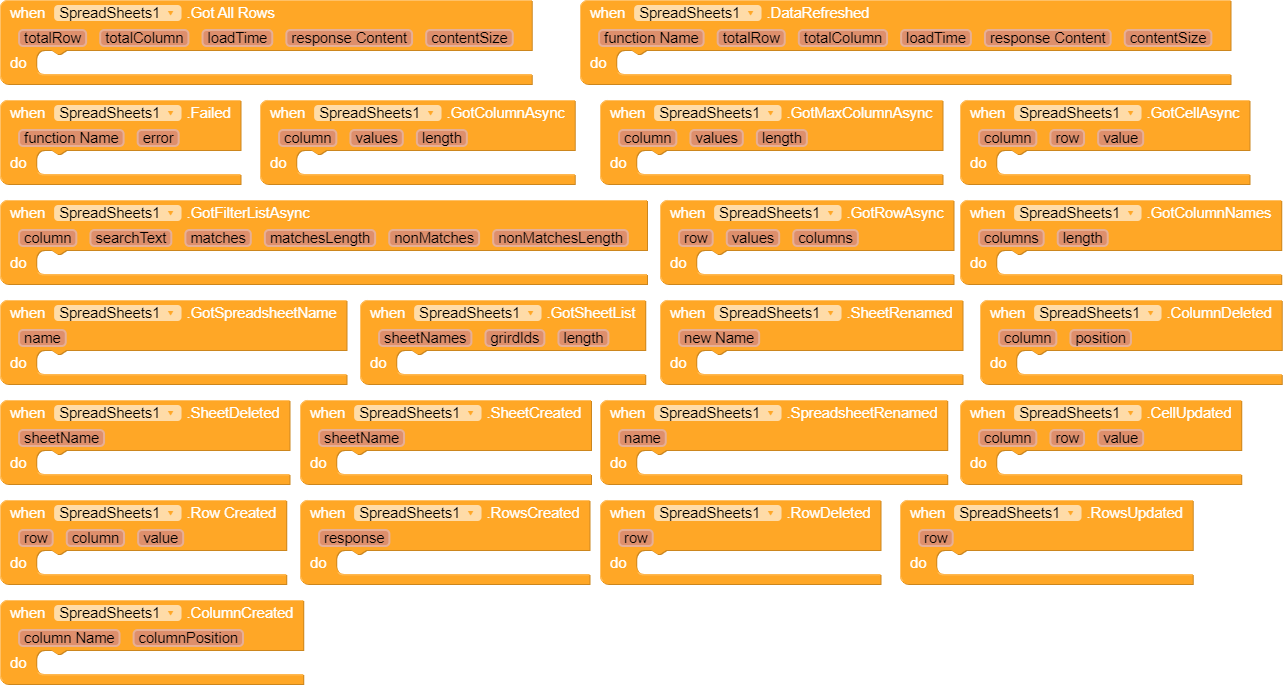 when SpreadSheets1 .Got All Rows
totalRow totalColumn loadTime response Content contentSize
do
when SpreadSheets1 .DataRefreshed
function Name totalRow totalColumn loadTime response Content contentSize
do
when SpreadSheets1 .Failed
function Name error
do
when SpreadSheets1 .GotColumnAsync
column values length
do
when SpreadSheets1 .GotMaxColumnAsync
column values length
do
when SpreadSheets1 .GotCellAsync
column row value
do
when SpreadSheets1 .GotFilterListAsync
column searchText matches matchesLength nonMatches nonMatchesLength
do
when SpreadSheets1 .GotRowAsync
row values columns
do
when SpreadSheets1 .GotColumnNames
columns length
do
when SpreadSheets1 .GotSpreadsheetName
name
do
when SpreadSheets1 .GotSheetList
sheetNames grirdIds length
do
when SpreadSheets1 .SheetRenamed
new Name
do
when SpreadSheets1 .ColumnDeleted
column position
do
when SpreadSheets1 .SheetDeleted
sheetName
do
when SpreadSheets1 .SheetCreated
sheetName
do
when SpreadSheets1 .SpreadsheetRenamed
name
do
when SpreadSheets1 .CellUpdated
column row value
do
when SpreadSheets1 .Row Created
row column value
do
when SpreadSheets1 .RowsCreated
response
do
when SpreadSheets1 .RowDeleted
row
do
when SpreadSheets1 .RowsUpdated
row
do
when SpreadSheets1 .ColumnCreated
column Name columnPosition
do